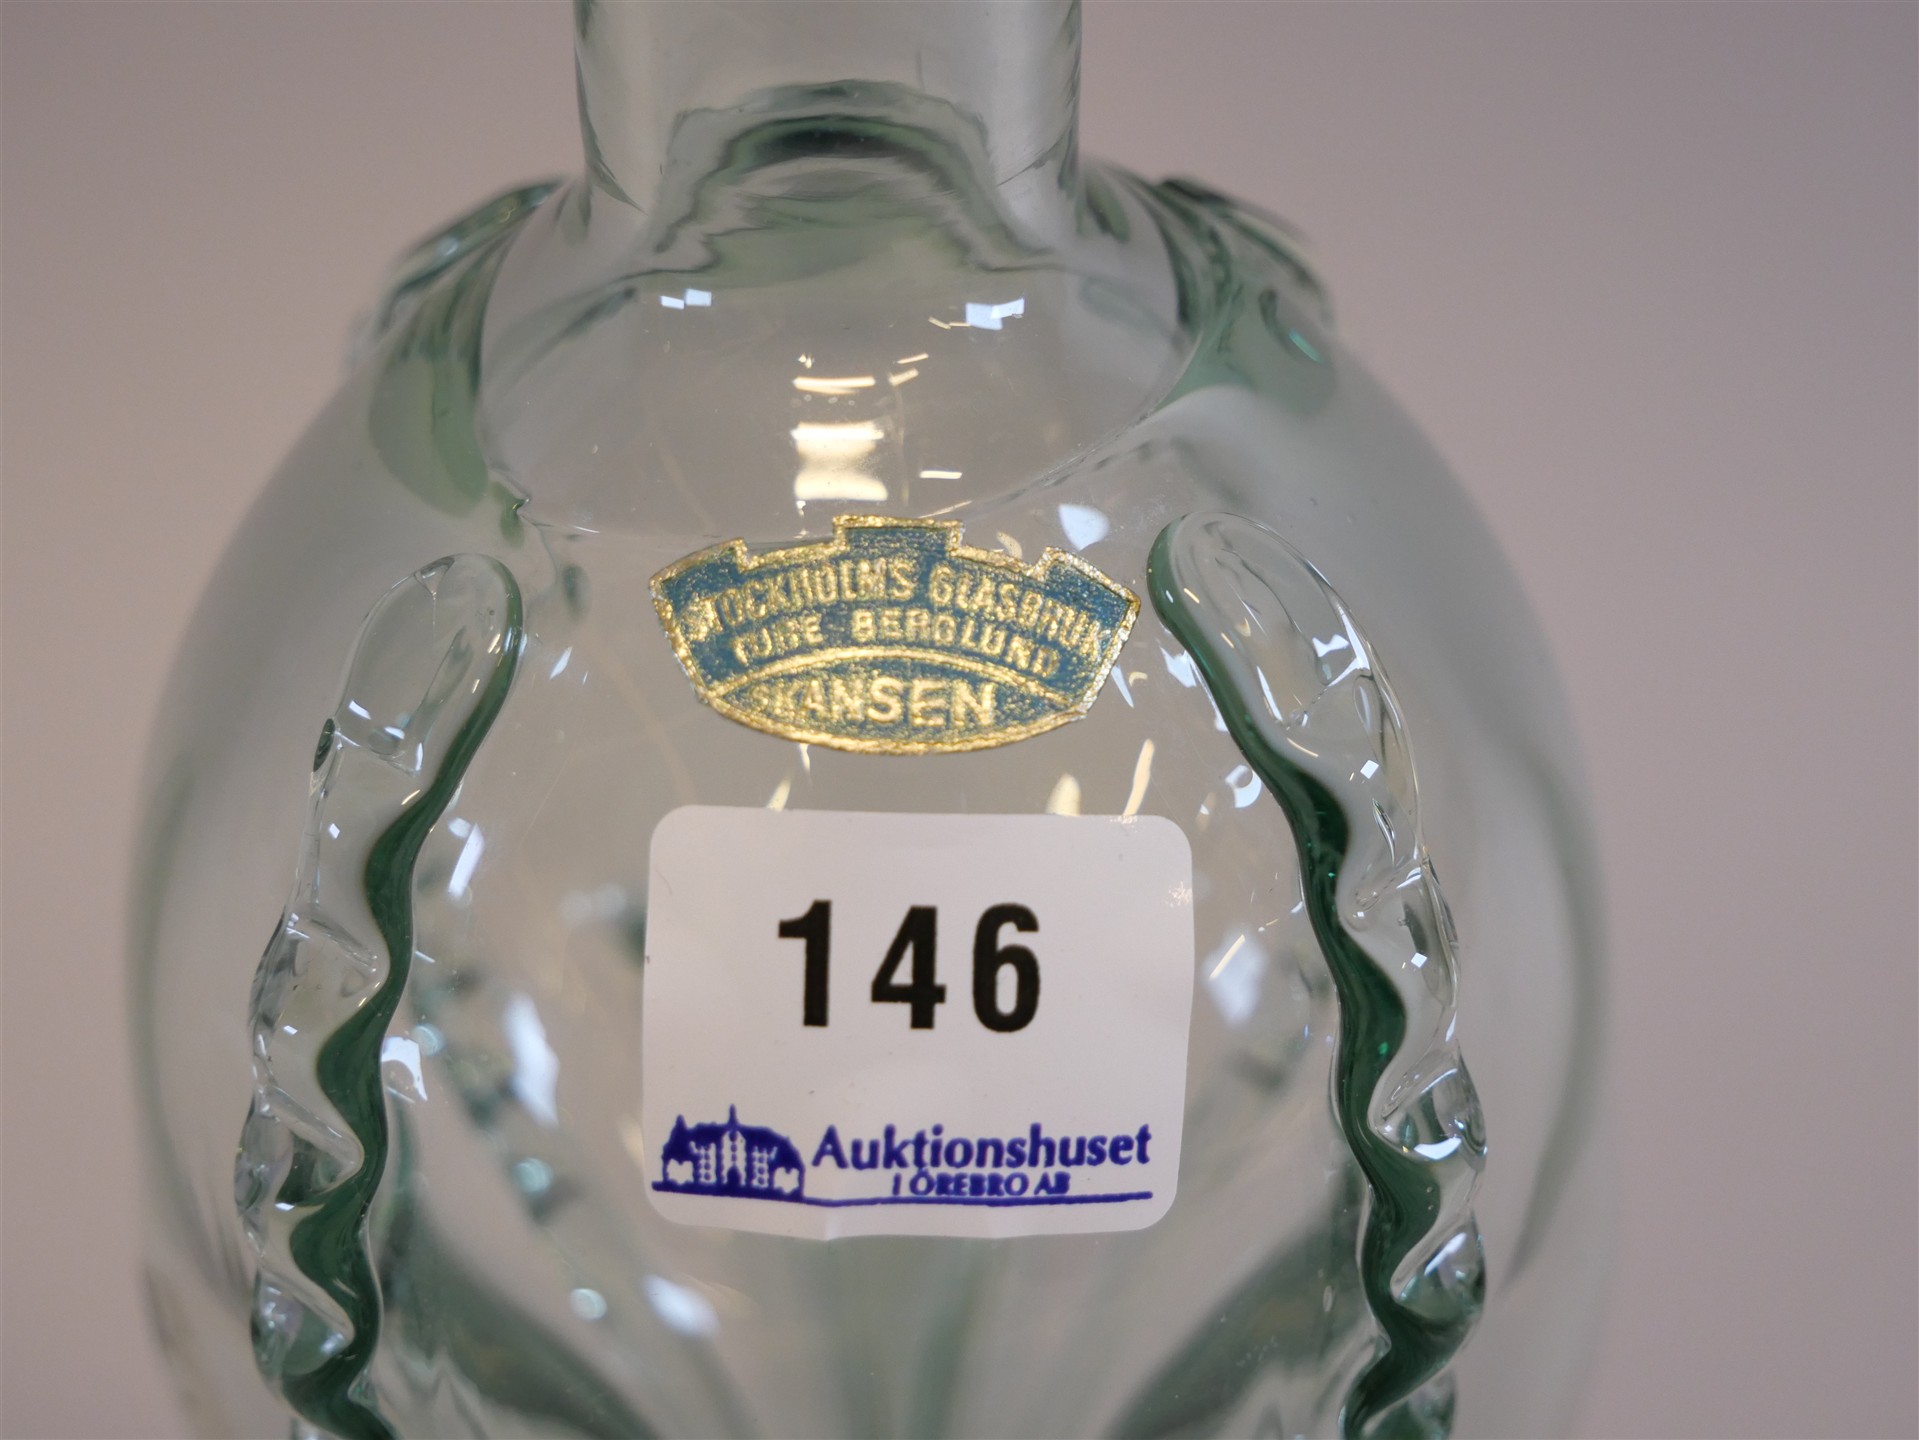 STOCKHOLMS GLASBRUK
TURE BERGLUND
SKANSEN
146
Auktionshuset
I ÖREBRO AB